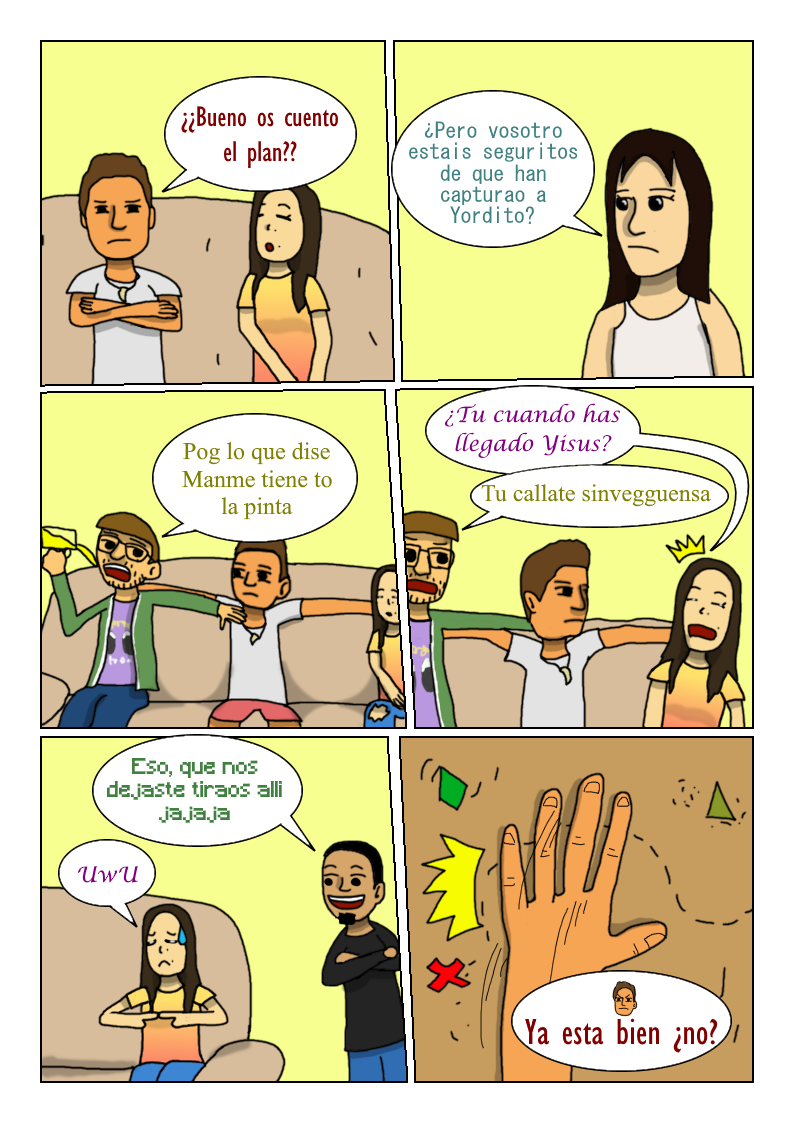 ¿¿Bueno os cuento
el plan??
¿Pero vosotro
estais seguritos
de que han
capturao a
Yordito?
Pog lo que dise
Manme tiene to
la pinta
¿Tu cuando has
llegado Yisus?
Tu callate sinvegguensa
Eso, que nos
dejaste tiraos alli
jajaja
UwU
Ya esta bien ¿no?